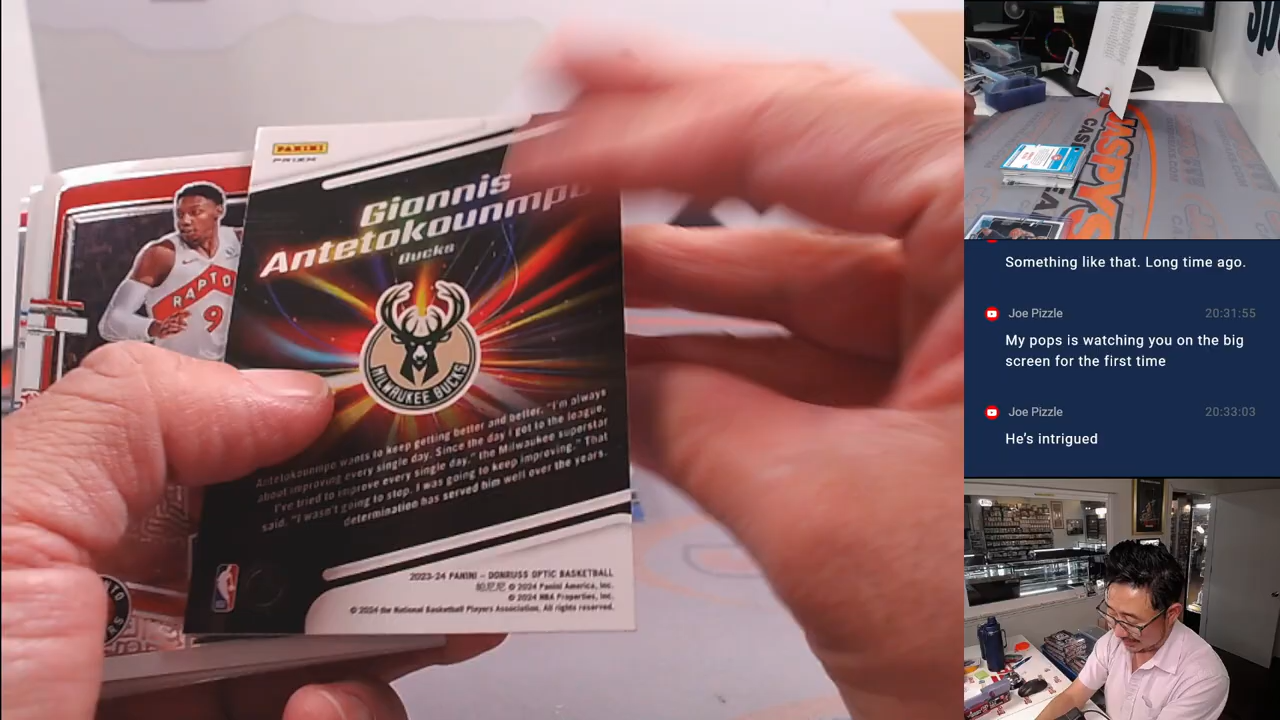 PANINI
PRIZM
Giannis
Antetokounmpo
Bucks
MILWAUKEE BUCKS
Antetokounmpo wants to keep getting better and better. "I'm always
about improving every single day. Since the day I got to the league,
I've tried to improve every single day," the Milwaukee superstar
said. "I wasn't going to stop. I was going to keep improving." That
determination has served him well over the years.
2023-24 PANINI – DONRUSS OPTIC BASKETBALL
帕尼尼 © 2024 Panini America, Inc.
© 2024 NBA Properties, Inc.
© 2024 the National Basketball Players Association. All rights reserved.
RAPTO
9
JASPYS
CAS
Something like that. Long time ago.
Joe Pizzle 20:31:55
My pops is watching you on the big
screen for the first time
Joe Pizzle 20:33:03
He's intrigued